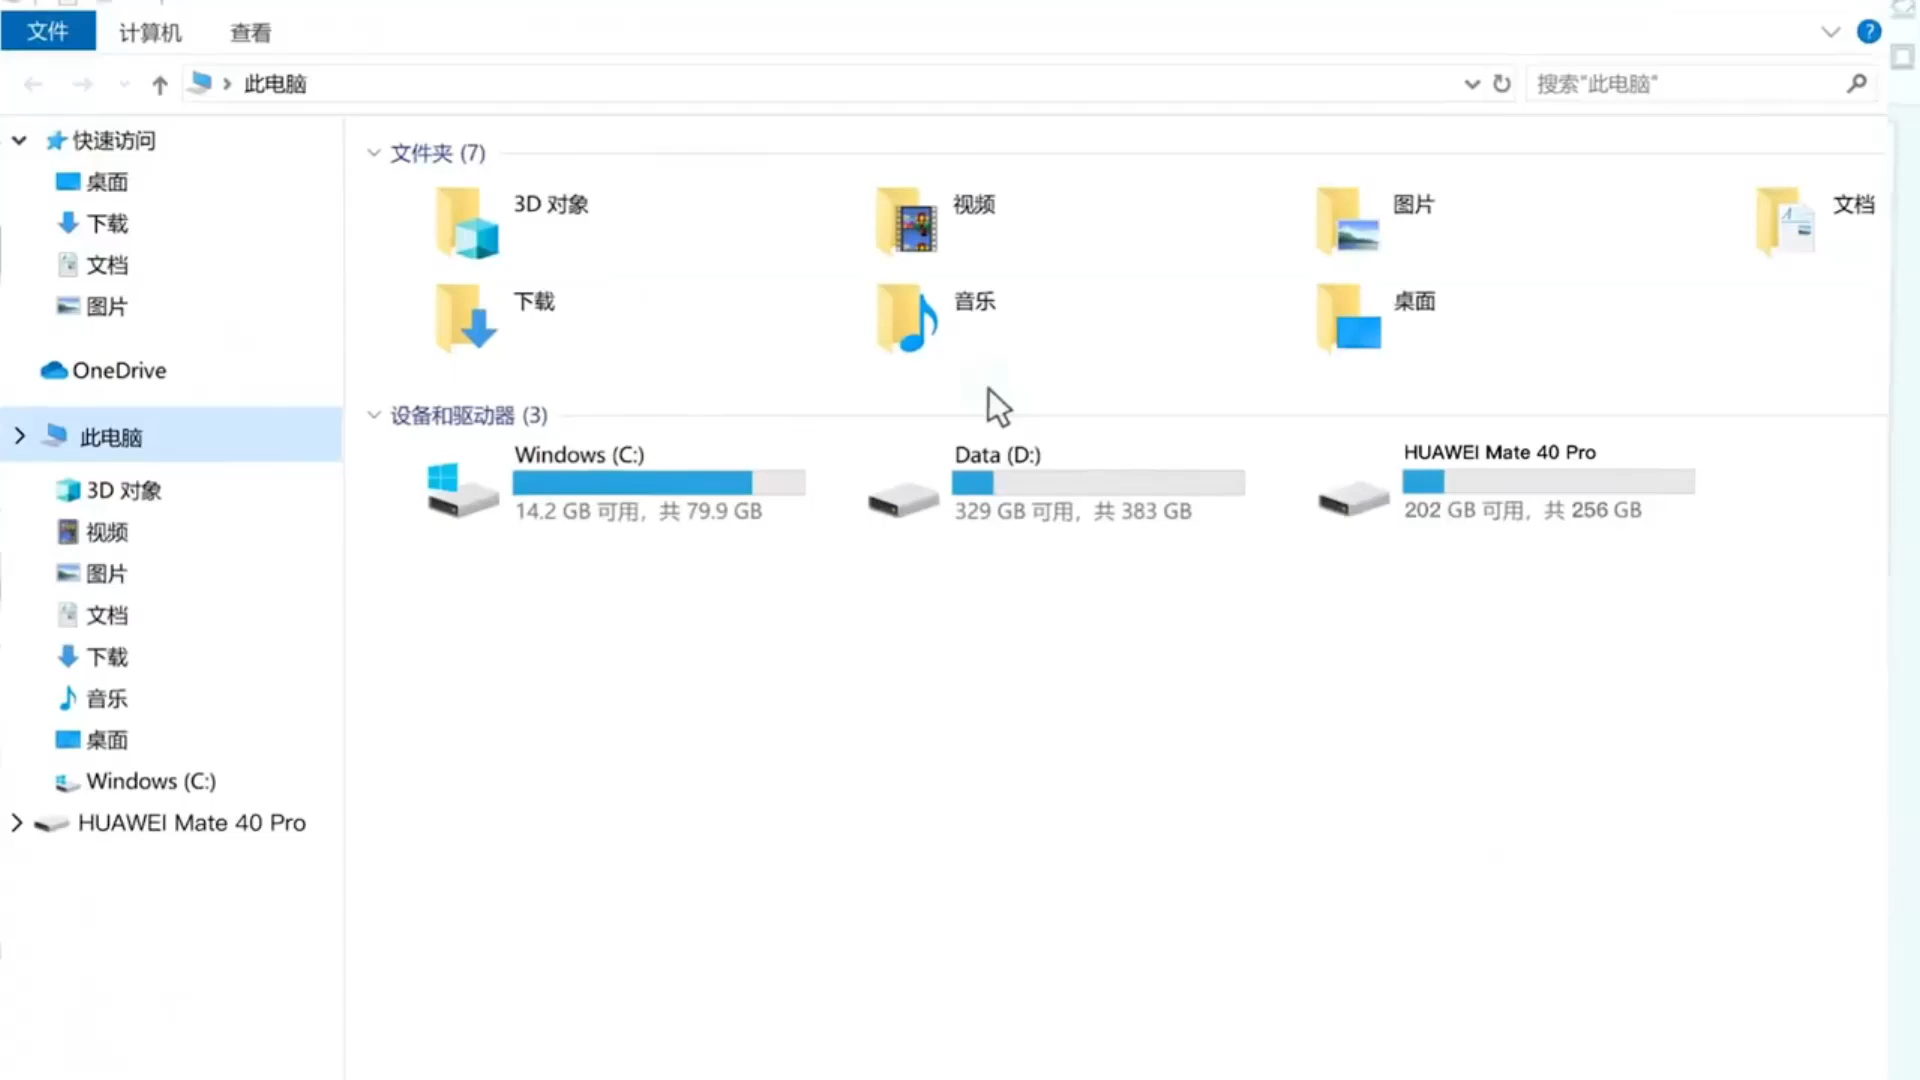 文件 计算机 查看
此电脑 搜索"此电脑"
快速访问
桌面
下载
文档
图片
OneDrive
此电脑
3D 对象
视频
图片
文档
下载
音乐
桌面
Windows (C:)
HUAWEI Mate 40 Pro
文件夹 (7)
3D 对象 视频 图片 文档
下载 音乐 桌面
设备和驱动器 (3)
Windows (C:)
14.2 GB 可用，共 79.9 GB
Data (D:)
329 GB 可用，共 383 GB
HUAWEI Mate 40 Pro
202 GB 可用，共 256 GB